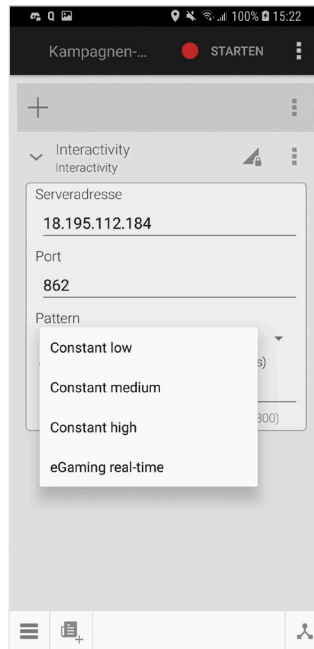 Q 100% 15:22
Kampagnen-... STARTEN
Interactivity
Interactivity
Serveradresse
18.195.112.184
Port
862
Pattern
Constant low
s)
Constant medium
Constant high
300)
eGaming real-time